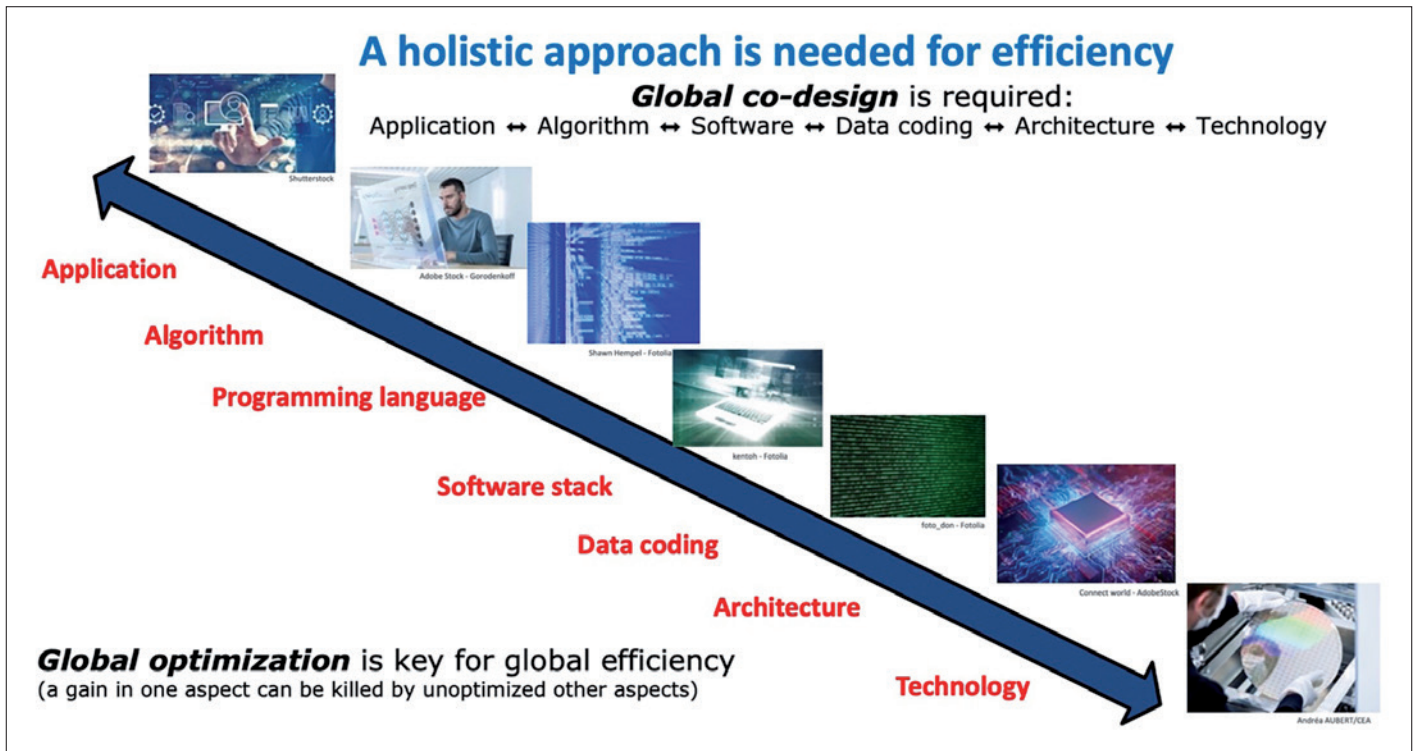 A holistic approach is needed for efficiency
Global co-design is required:
Application ↔ Algorithm ↔ Software ↔ Data coding ↔ Architecture ↔ Technology
Shutterstock
Adobe Stock - Gorodenkoff
Application
Algorithm
Shawn Hempel - Fotolia
Programming language
kentoh - Fotolia
Software stack
foto_don - Fotolia
Data coding
Connect world - AdobeStock
Architecture
Global optimization is key for global efficiency
(a gain in one aspect can be killed by unoptimized other aspects)
Technology
Andréa AUBERT/CEA